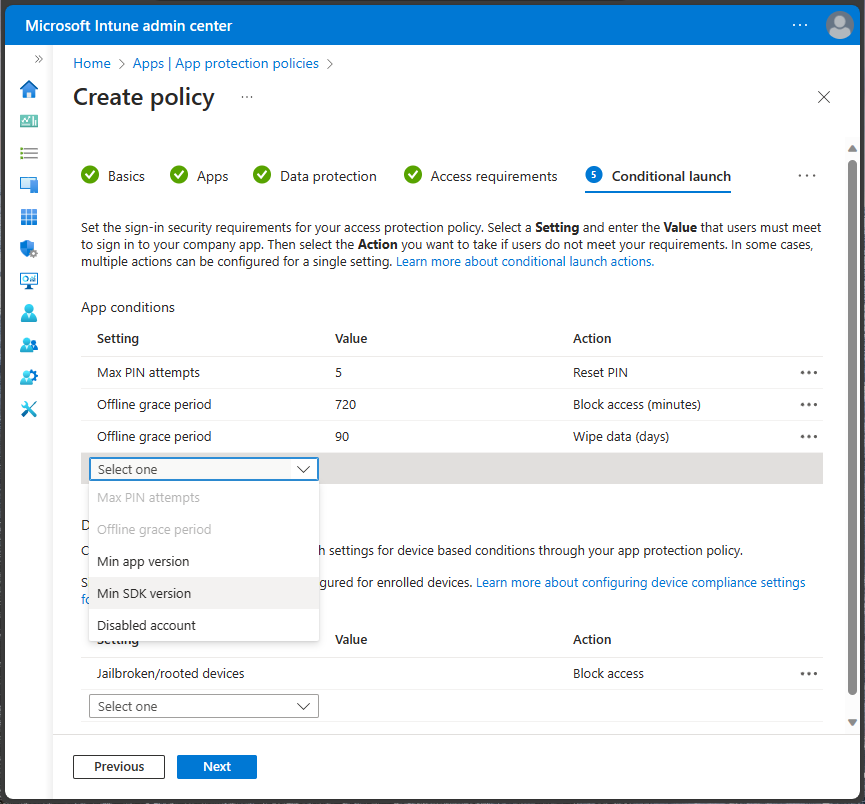 Microsoft Intune admin center
Home > Apps | App protection policies >
Create policy
Basics Apps Data protection Access requirements 5 Conditional launch
Set the sign-in security requirements for your access protection policy. Select a Setting and enter the Value that users must meet
to sign in to your company app. Then select the Action you want to take if users do not meet your requirements. In some cases,
multiple actions can be configured for a single setting. Learn more about conditional launch actions.
App conditions
Setting Value Action
Max PIN attempts 5 Reset PIN
Offline grace period 720 Block access (minutes)
Offline grace period 90 Wipe data (days)
Select one
Max PIN attempts
Offline grace period
Min app version
Min SDK version
Disabled account
settings for device based conditions through your app protection policy.
for enrolled devices. Learn more about configuring device compliance settings
Setting Value Action
Jailbroken/rooted devices Block access
Select one
Previous Next